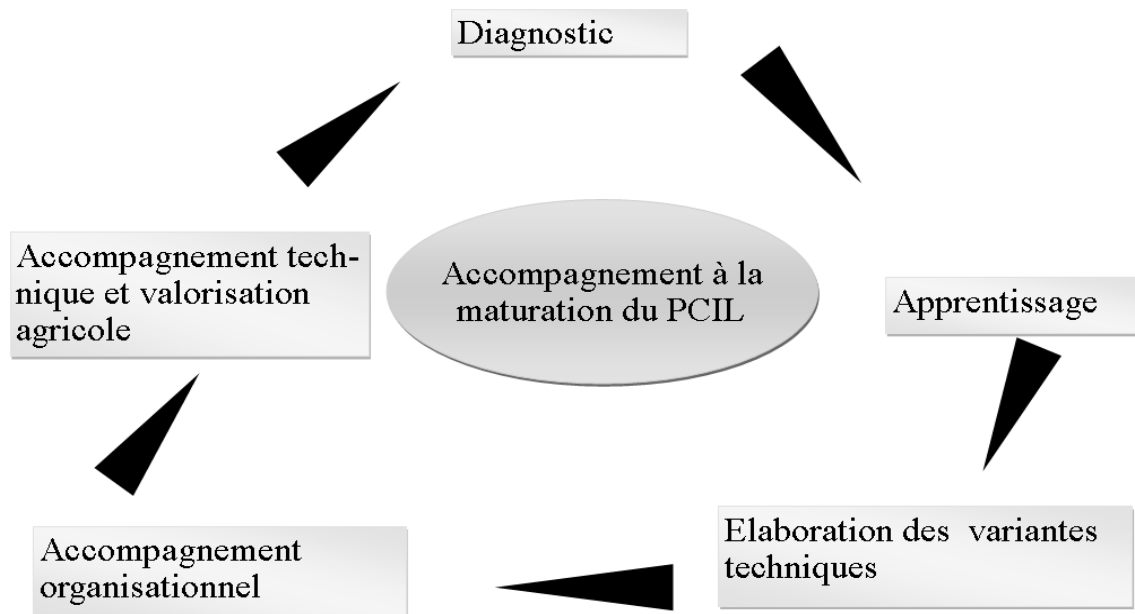 Diagnostic
Accompagnement tech-
nique et valorisation
agricole
Accompagnement à la
maturation du PCIL
Apprentissage
Elaboration des variantes
techniques
Accompagnement
organisationnel